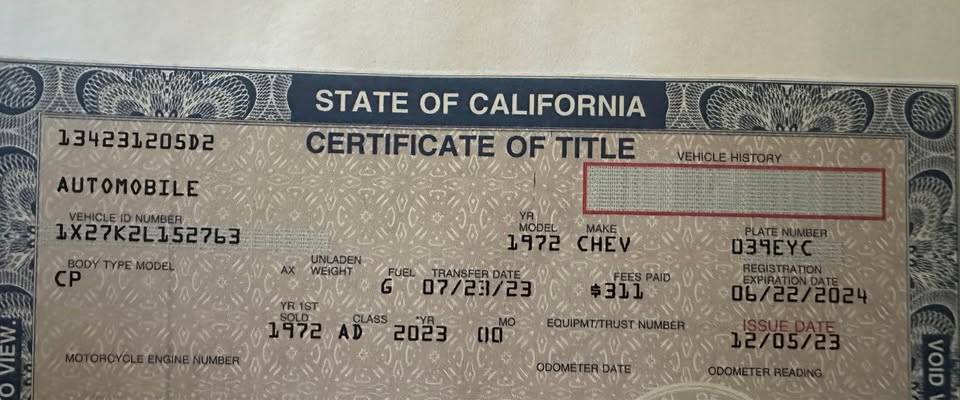 STATE OF CALIFORNIA
134231205D2
CERTIFICATE OF TITLE
VEHICLE HISTORY
AUTOMOBILE
VEHICLE ID NUMBER
YR MODEL
MAKE
PLATE NUMBER
1X27K2L152763
1972
CHEV
039EYC
BODY TYPE MODEL
AX
UNLADEN WEIGHT
FUEL
TRANSFER DATE
FEES PAID
REGISTRATION EXPIRATION DATE
CP
G
$311
06/22/2024
YR 1ST SOLD
CLASS
*YR
MO
EQUIPMT/TRUST NUMBER
ISSUE DATE
1972
AD
2023
12/05/23
MOTORCYCLE ENGINE NUMBER
ODOMETER DATE
ODOMETER READING
VOID
O VIEW.